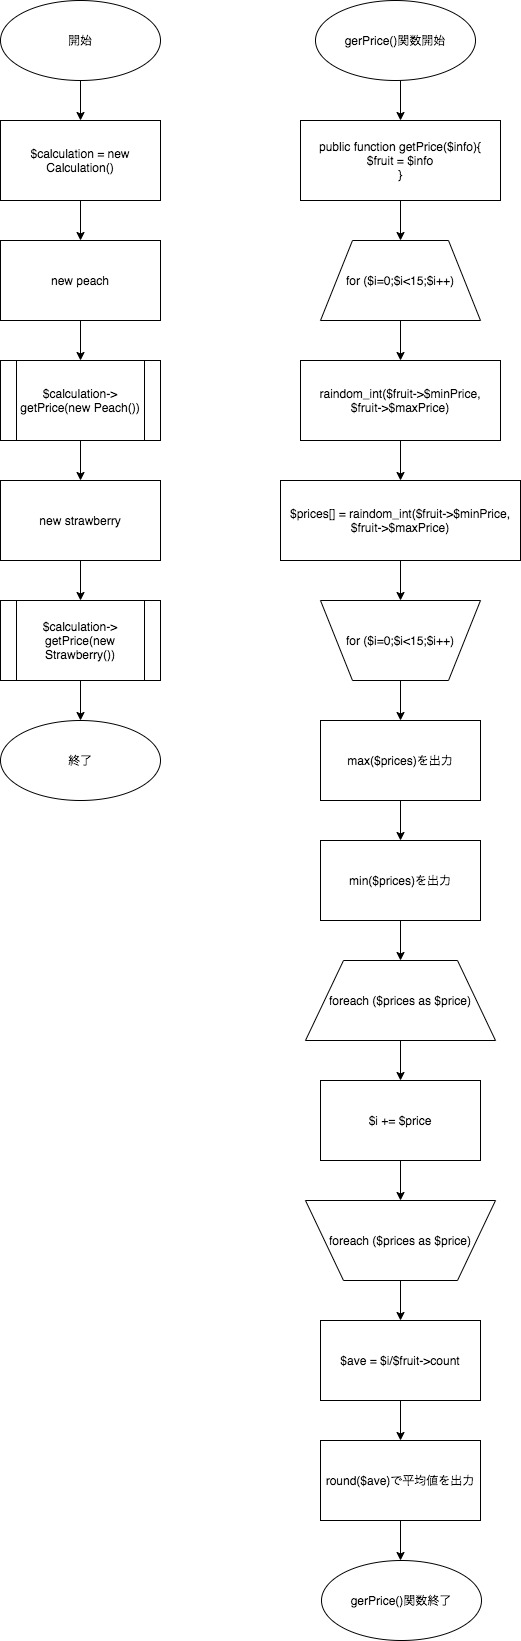 開始
$calculation = new
Calculation()
new peach
$calculation->
getPrice(new Peach())
new strawberry
$calculation->
getPrice(new
Strawberry())
終了
gerPrice()関数開始
public function getPrice($info){
$fruit = $info
}
for ($i=0;$i<15;$i++)
raindom_int($fruit->$minPrice,
$fruit->$maxPrice)
$prices[] = raindom_int($fruit->$minPrice,
$fruit->$maxPrice)
for ($i=0;$i<15;$i++)
max($prices)を出力
min($prices)を出力
foreach ($prices as $price)
$i += $price
foreach ($prices as $price)
$ave = $i/$fruit->count
round($ave)で平均値を出力
gerPrice()関数終了